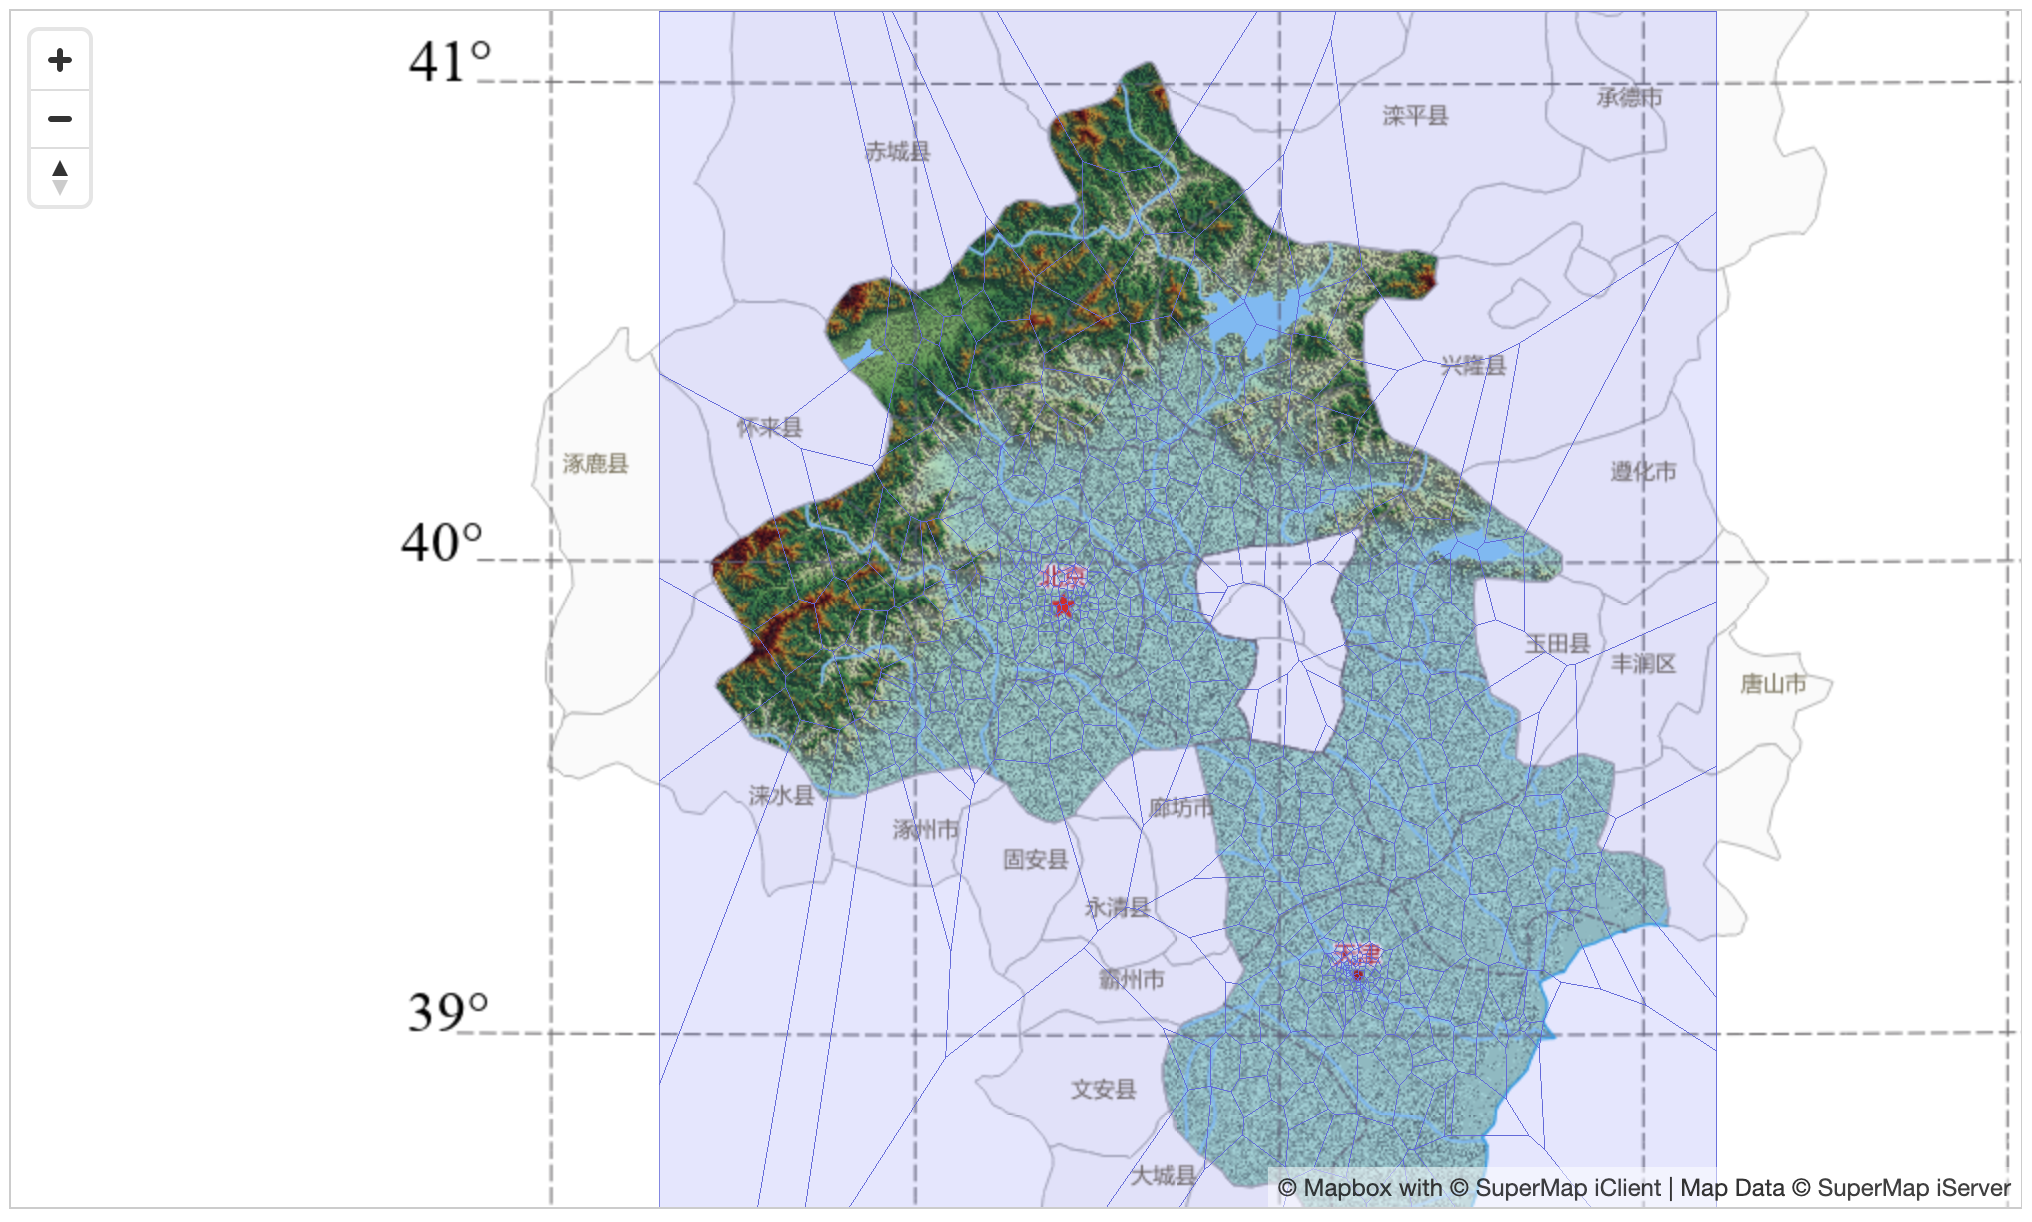 41°
承德市
滦平县
赤城县
兴隆县
怀来县
涿鹿县
遵化市
40°
北京
玉田县
丰润区
唐山市
涞水县
廊坊市
涿州市
固安县
永清县
天津
霸州市
39°
文安县
大城县
© Mapbox with © SuperMap iClient | Map Data © SuperMap iServer